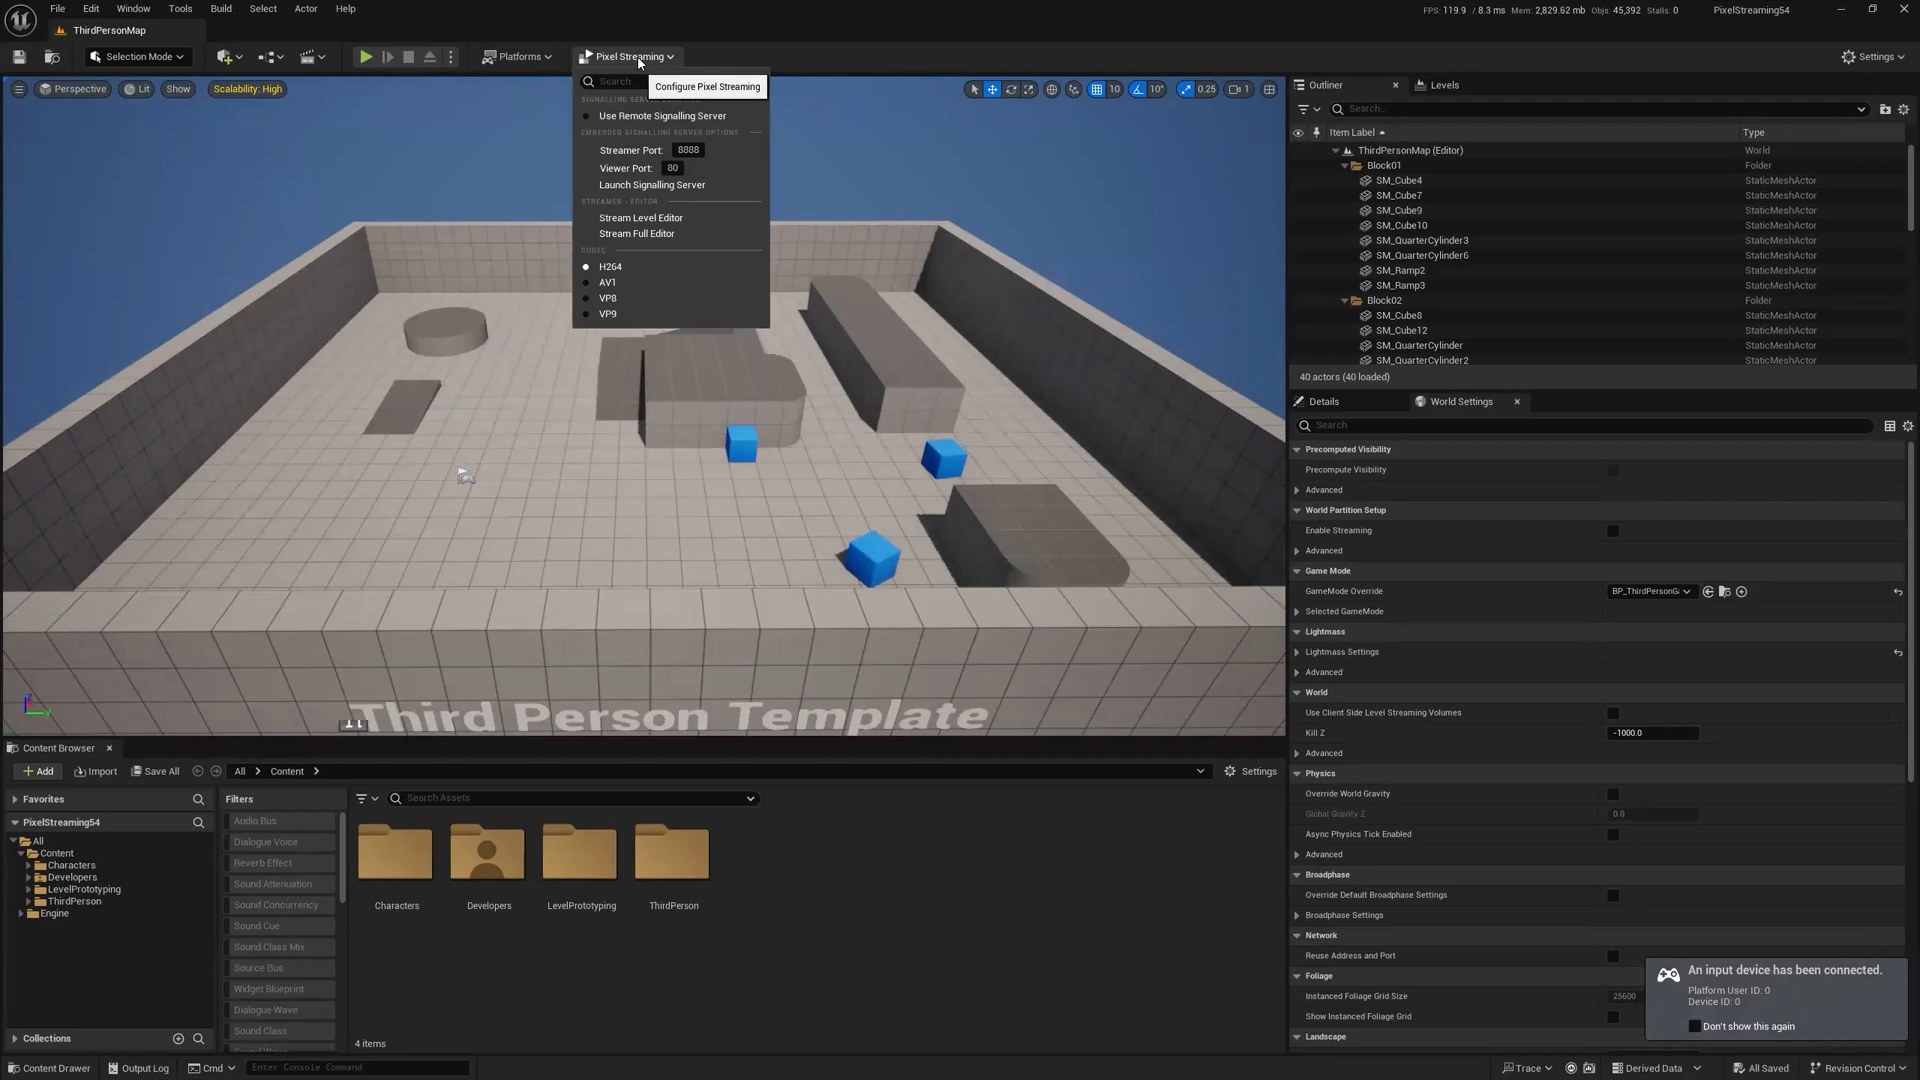 File Edit Window Tools Build Select Actor Help
FPS: 119.9 / 8.3 ms Mem: 2,829.62 mb Objs: 45,392 Stalls: 0 PixelStreaming54
ThirdPersonMap
Selection Mode Platforms Pixel Streaming Settings
Perspective Lit Show Scalability: High
10 10° 0.25 1
Search
Configure Pixel Streaming
Use Remote Signalling Server
EMBEDDED SIGNALLING SERVER OPTIONS
Streamer Port: 8888
Viewer Port: 80
Launch Signalling Server
STREAMER - EDITOR
Stream Level Editor
Stream Full Editor
CODEC
H264
AV1
VP8
VP9
Third Person Template
Outliner Levels
Search...
Item Label Type
ThirdPersonMap (Editor) World
Block01 Folder
SM_Cube4 StaticMeshActor
SM_Cube7 StaticMeshActor
SM_Cube9 StaticMeshActor
SM_Cube10 StaticMeshActor
SM_QuarterCylinder3 StaticMeshActor
SM_QuarterCylinder6 StaticMeshActor
SM_Ramp2 StaticMeshActor
SM_Ramp3 StaticMeshActor
Block02 Folder
SM_Cube8 StaticMeshActor
SM_Cube12 StaticMeshActor
SM_QuarterCylinder StaticMeshActor
SM_QuarterCylinder2 StaticMeshActor
40 actors (40 loaded)
Details World Settings
Search
Precomputed Visibility
Precompute Visibility
Advanced
World Partition Setup
Enable Streaming
Advanced
Game Mode
GameMode Override BP_ThirdPersonG
Selected GameMode
Lightmass
Lightmass Settings
Advanced
World
Use Client Side Level Streaming Volumes
Kill Z -1000.0
Advanced
Physics
Override World Gravity
Global Gravity Z 0.0
Async Physics Tick Enabled
Advanced
Broadphase
Override Default Broadphase Settings
Broadphase Settings
Network
Reuse Address and Port
Foliage
Instanced Foliage Grid Size 25600
Show Instanced Foliage Grid
Landscape
An input device has been connected.
Platform User ID: 0
Device ID: 0
Don't show this again
Content Browser
Add Import Save All All Content Settings
Favorites
PixelStreaming54
All
Content
Characters
Developers
LevelPrototyping
ThirdPerson
Engine
Collections
Filters
Audio Bus
Dialogue Voice
Reverb Effect
Sound Attenuation
Sound Concurrency
Sound Cue
Sound Class Mix
Source Bus
Widget Blueprint
Dialogue Wave
Sound Class
Search Assets
Characters Developers LevelPrototyping ThirdPerson
4 items
Content Drawer Output Log Cmd Enter Console Command
Trace Derived Data All Saved Revision Control